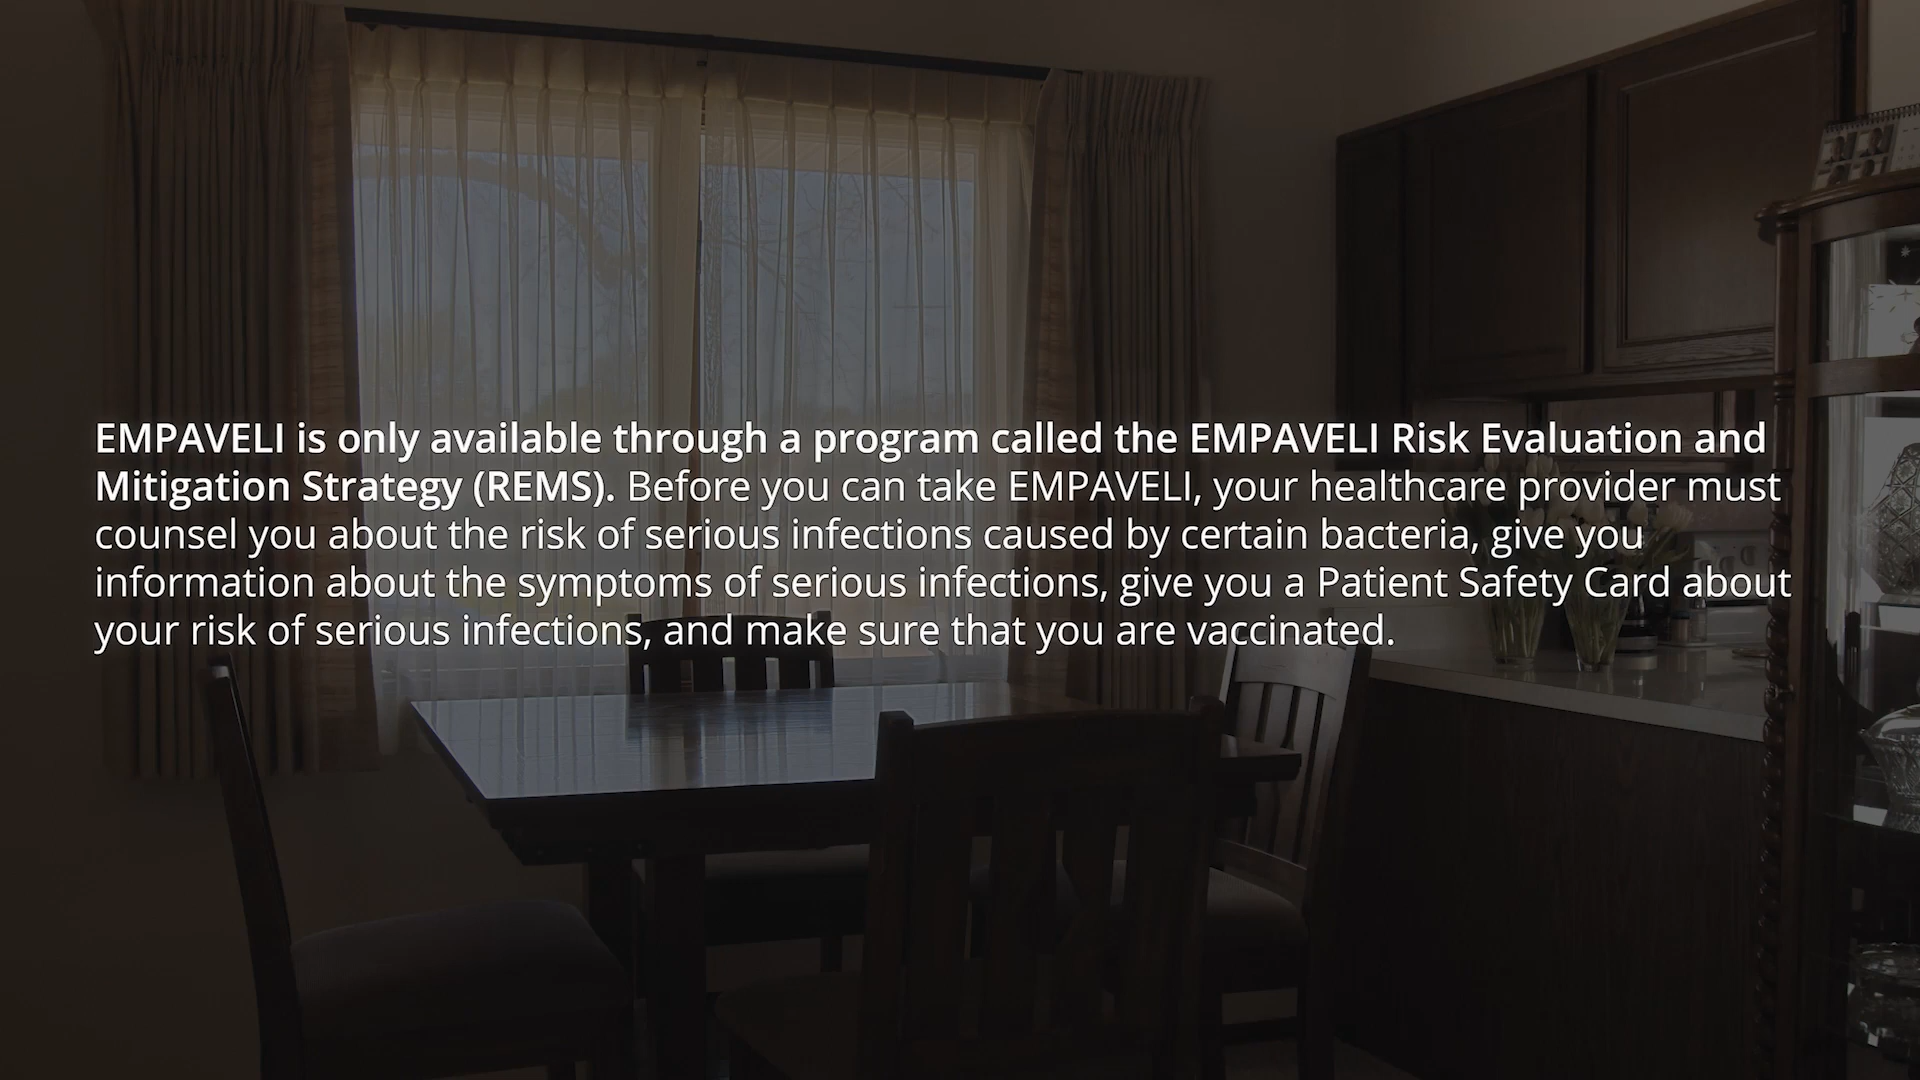 EMPAVELI is only available through a program called the EMPAVELI Risk Evaluation and
Mitigation Strategy (REMS). Before you can take EMPAVELI, your healthcare provider must
counsel you about the risk of serious infections caused by certain bacteria, give you
information about the symptoms of serious infections, give you a Patient Safety Card about
your risk of serious infections, and make sure that you are vaccinated.